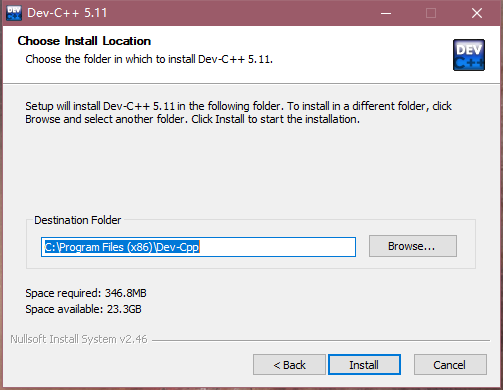 Dev-C++ 5.11
Choose Install Location
Choose the folder in which to install Dev-C++ 5.11.
DEV
C++
Setup will install Dev-C++ 5.11 in the following folder. To install in a different folder, click
Browse and select another folder. Click Install to start the installation.
Destination Folder
C:\Program Files (x86)\Dev-Cpp
Browse...
Space required: 346.8MB
Space available: 23.3GB
Nullsoft Install System v2.46
< Back
Install
Cancel